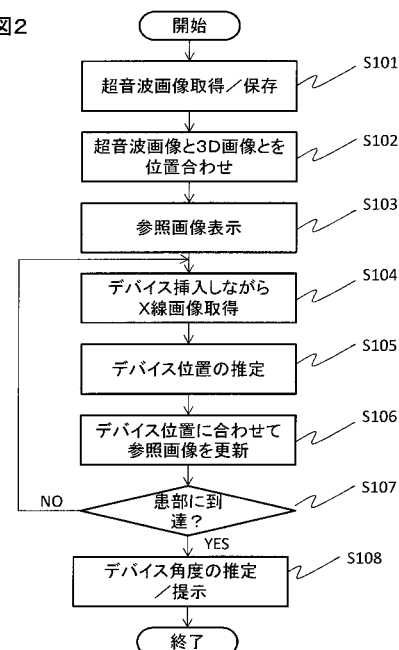 図2
開始
S101
超音波画像取得／保存
S102
超音波画像と3D画像とを
位置合わせ
S103
参照画像表示
S104
デバイス挿入しながら
X線画像取得
S105
デバイス位置の推定
S106
デバイス位置に合わせて
参照画像を更新
S107
患部に到
達？
NO
YES
S108
デバイス角度の推定
／提示
終了